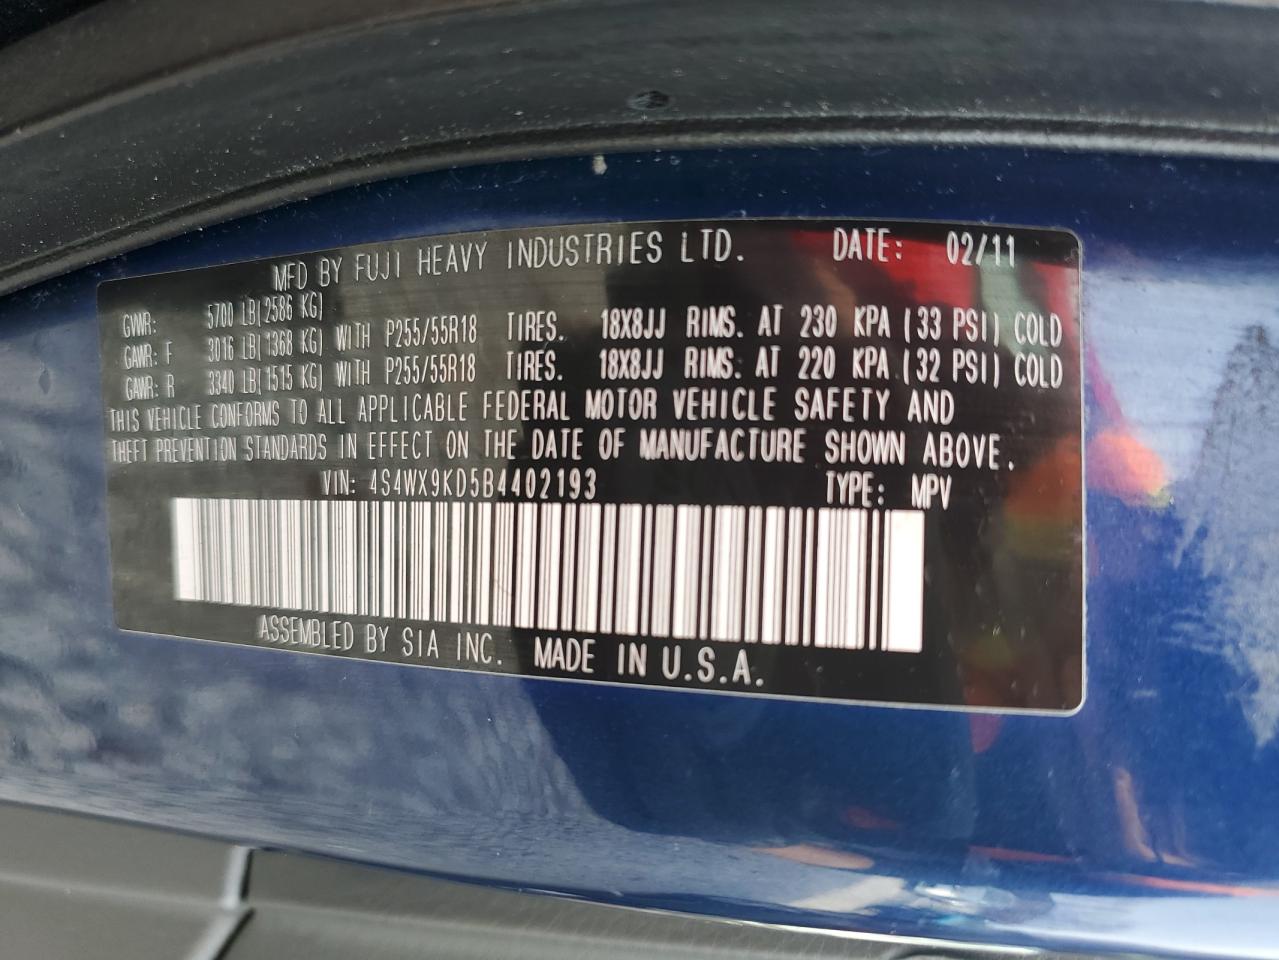 MFD BY FUJI HEAVY INDUSTRIES LTD. DATE: 02/11
GVWR: 5700 LB(2586 KG)
GAWR: F 3016 LB(1368 KG) WITH P255/55R18 TIRES. 18X8JJ RIMS. AT 230 KPA (33 PSI) COLD
GAWR: R 3340 LB(1515 KG) WITH P255/55R18 TIRES. 18X8JJ RIMS. AT 220 KPA (32 PSI) COLD
THIS VEHICLE CONFORMS TO ALL APPLICABLE FEDERAL MOTOR VEHICLE SAFETY AND
THEFT PREVENTION STANDARDS IN EFFECT ON THE DATE OF MANUFACTURE SHOWN ABOVE.
VIN: 4S4WX9KD5B4402193 TYPE: MPV
ASSEMBLED BY SIA INC. MADE IN U.S.A.